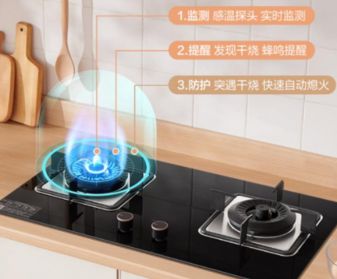 1.监测 感温探头 实时监测
2.提醒 发现干烧 蜂鸣提醒
3.防护 突遇干烧 快速自动熄火